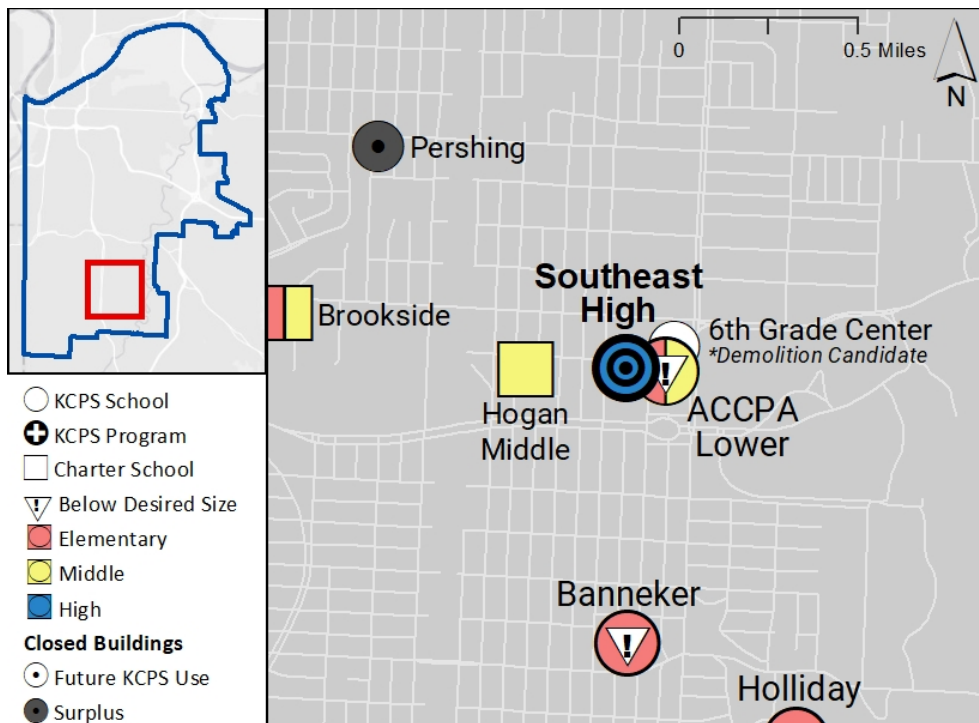 0 0.5 Miles
N
Pershing
Southeast
High
Brookside
6th Grade Center
*Demolition Candidate
Hogan
Middle
ACCPA
Lower
Banneker
Holliday
KCPS School
KCPS Program
Charter School
! Below Desired Size
Elementary
Middle
High
Closed Buildings
Future KCPS Use
Surplus
!
!